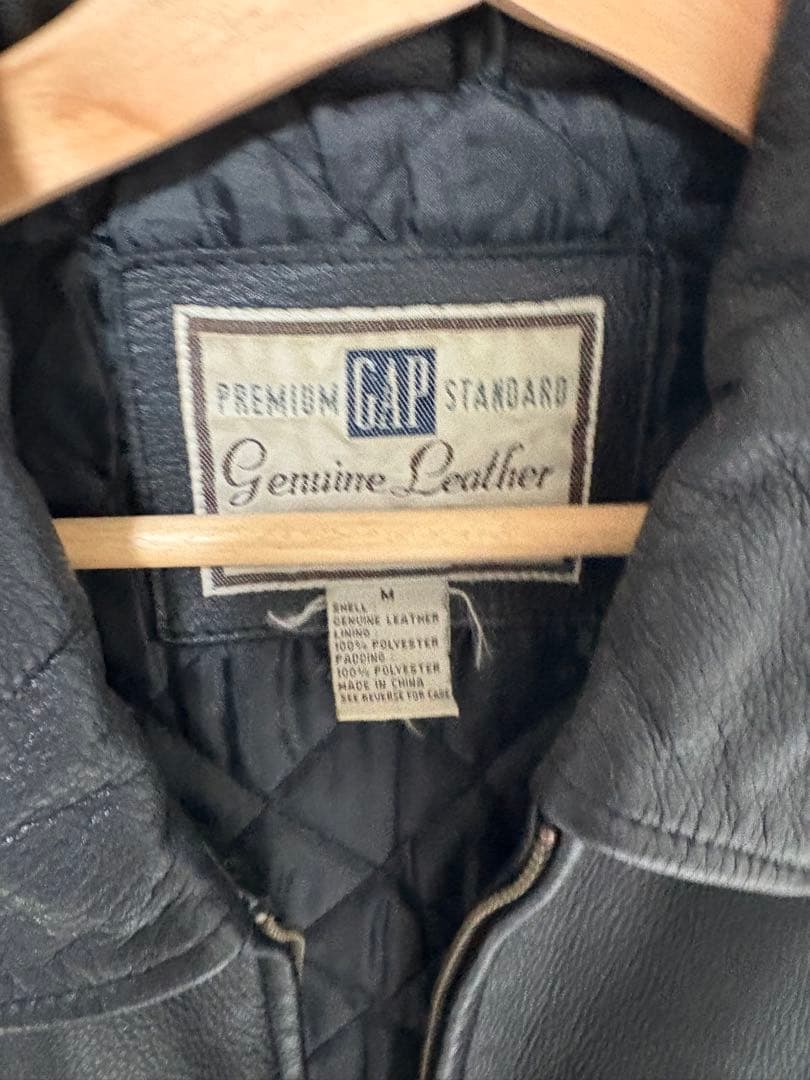 PREMIUM GAP STANDARD
Genuine Leather
M
SHELL :
GENUINE LEATHER
LINING :
100% POLYESTER
PADDING :
100% POLYESTER
MADE IN CHINA
SEE REVERSE FOR CARE